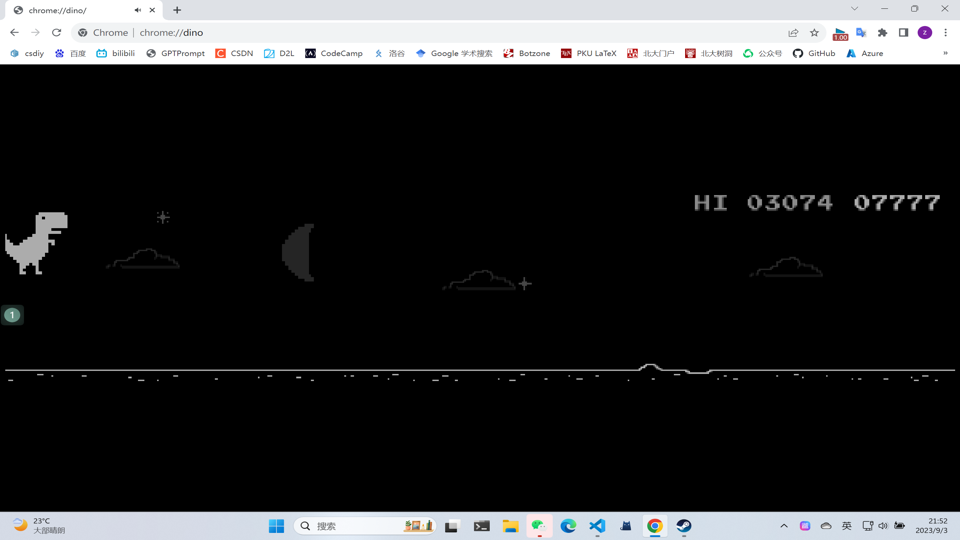 chrome://dino/
Chrome | chrome://dino
1.00
z
csdiy 百度 bilibili GPTPrompt CSDN D2L CodeCamp 洛谷 Google 学术搜索 Botzone PKU LaTeX 北大门户 北大树洞 公众号 GitHub Azure »
HI 03074 07777
1
23°C
大部晴朗
搜索
英
21:52
2023/9/3